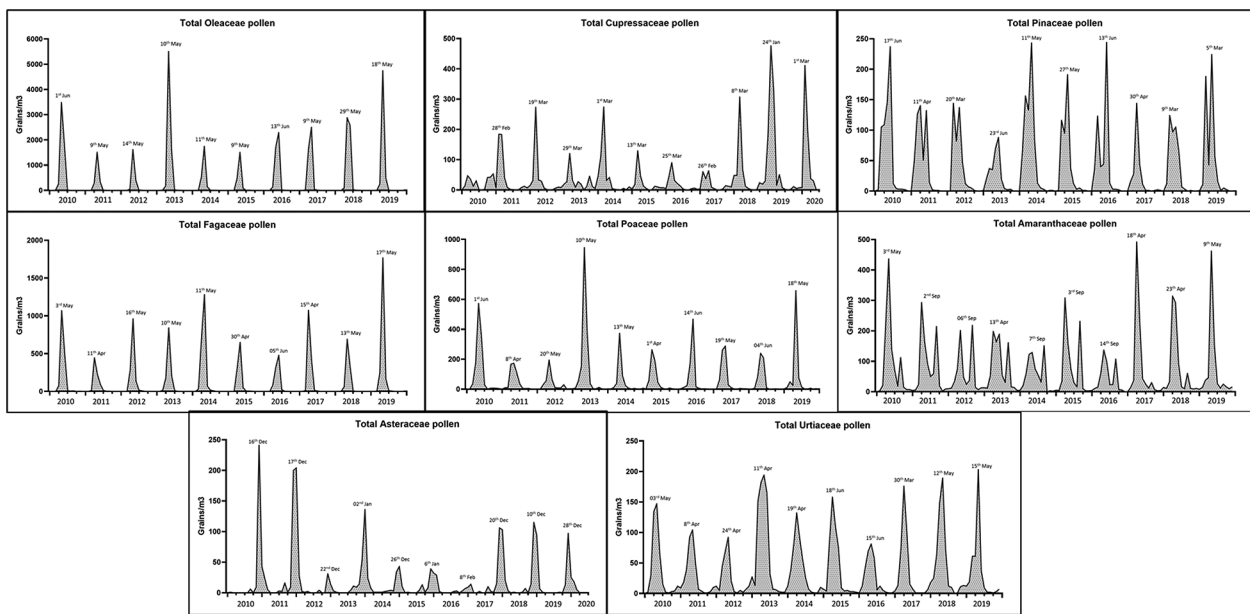 Total Oleaceae pollen
Grains/m3
6000
5000
4000
3000
2000
1000
0
1st Jun
9th May
14th May
10th May
11th May
9th May
13th Jun
9th May
29th May
18th May
2010 2011 2012 2013 2014 2015 2016 2017 2018 2019
Total Cupressaceae pollen
Grains/m3
500
400
300
200
100
0
28th Feb
19th Mar
29th Mar
1st Mar
13th Mar
25th Mar
26th Feb
8th Mar
24th Jan
1st Mar
2010 2011 2012 2013 2014 2015 2016 2017 2018 2019 2020
Total Pinaceae pollen
Grains/m3
250
200
150
100
50
0
17th Jun
11th Apr
20th Mar
23rd Jun
11th May
27th May
13th Jun
30th Apr
9th Mar
5th Mar
2010 2011 2012 2013 2014 2015 2016 2017 2018 2019
Total Fagaceae pollen
Grains/m3
2000
1500
1000
500
0
3rd May
11th Apr
16th May
10th May
11th May
30th Apr
05th Jun
15th Apr
13th May
17th May
2010 2011 2012 2013 2014 2015 2016 2017 2018 2019
Total Poaceae pollen
Grains/m3
1000
800
600
400
200
0
1st Jun
8th Apr
20th May
10th May
13th May
1st Apr
14th Jun
19th May
04th Jun
18th May
2010 2011 2012 2013 2014 2015 2016 2017 2018 2019
Total Amaranthaceae pollen
Grains/m3
500
400
300
200
100
0
3rd May
2nd Sep
06th Sep
13th Apr
7th Sep
3rd Sep
14th Sep
18th Apr
23th Apr
9th May
2010 2011 2012 2013 2014 2015 2016 2017 2018 2019
Total Asteraceae pollen
Grains/m3
250
200
150
100
50
0
16th Dec
17th Dec
22nd Dec
02nd Jan
26th Dec
6th Jan
8th Feb
20th Dec
10th Dec
28th Dec
2010 2011 2012 2013 2014 2015 2016 2017 2018 2019 2020
Total Urtiaceae pollen
Grains/m3
250
200
150
100
50
0
03rd May
8th Apr
24th Apr
11th Apr
19th Apr
18th Jun
15th Jun
30th Mar
12th May
15th May
2010 2011 2012 2013 2014 2015 2016 2017 2018 2019